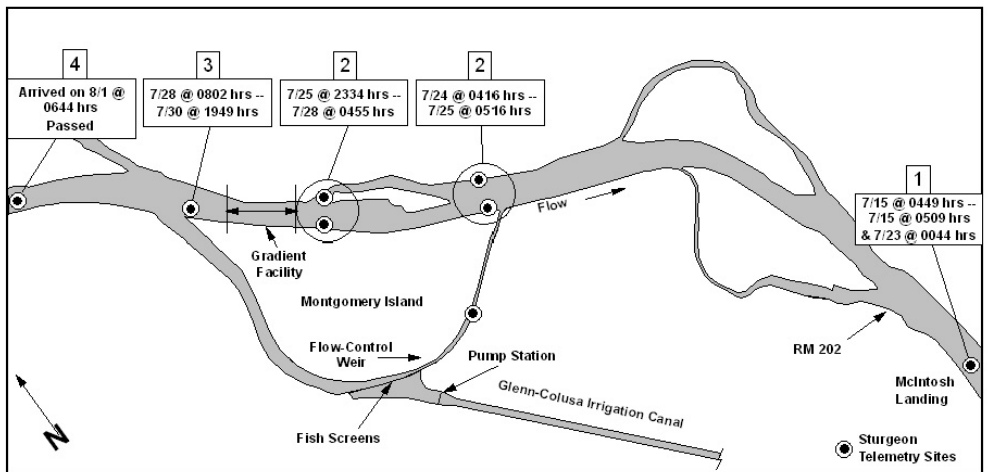 4
Arrived on 8/1 @
0644 hrs
Passed
3
7/28 @ 0802 hrs --
7/30 @ 1949 hrs
2
7/25 @ 2334 hrs --
7/28 @ 0455 hrs
2
7/24 @ 0416 hrs --
7/25 @ 0516 hrs
1
7/15 @ 0449 hrs --
7/15 @ 0509 hrs
& 7/23 @ 0044 hrs
Flow
Gradient
Facility
Montgomery Island
Flow-Control
Weir
Pump Station
RM 202
McIntosh
Landing
Glenn-Colusa Irrigation Canal
Fish Screens
N
Sturgeon
Telemetry Sites